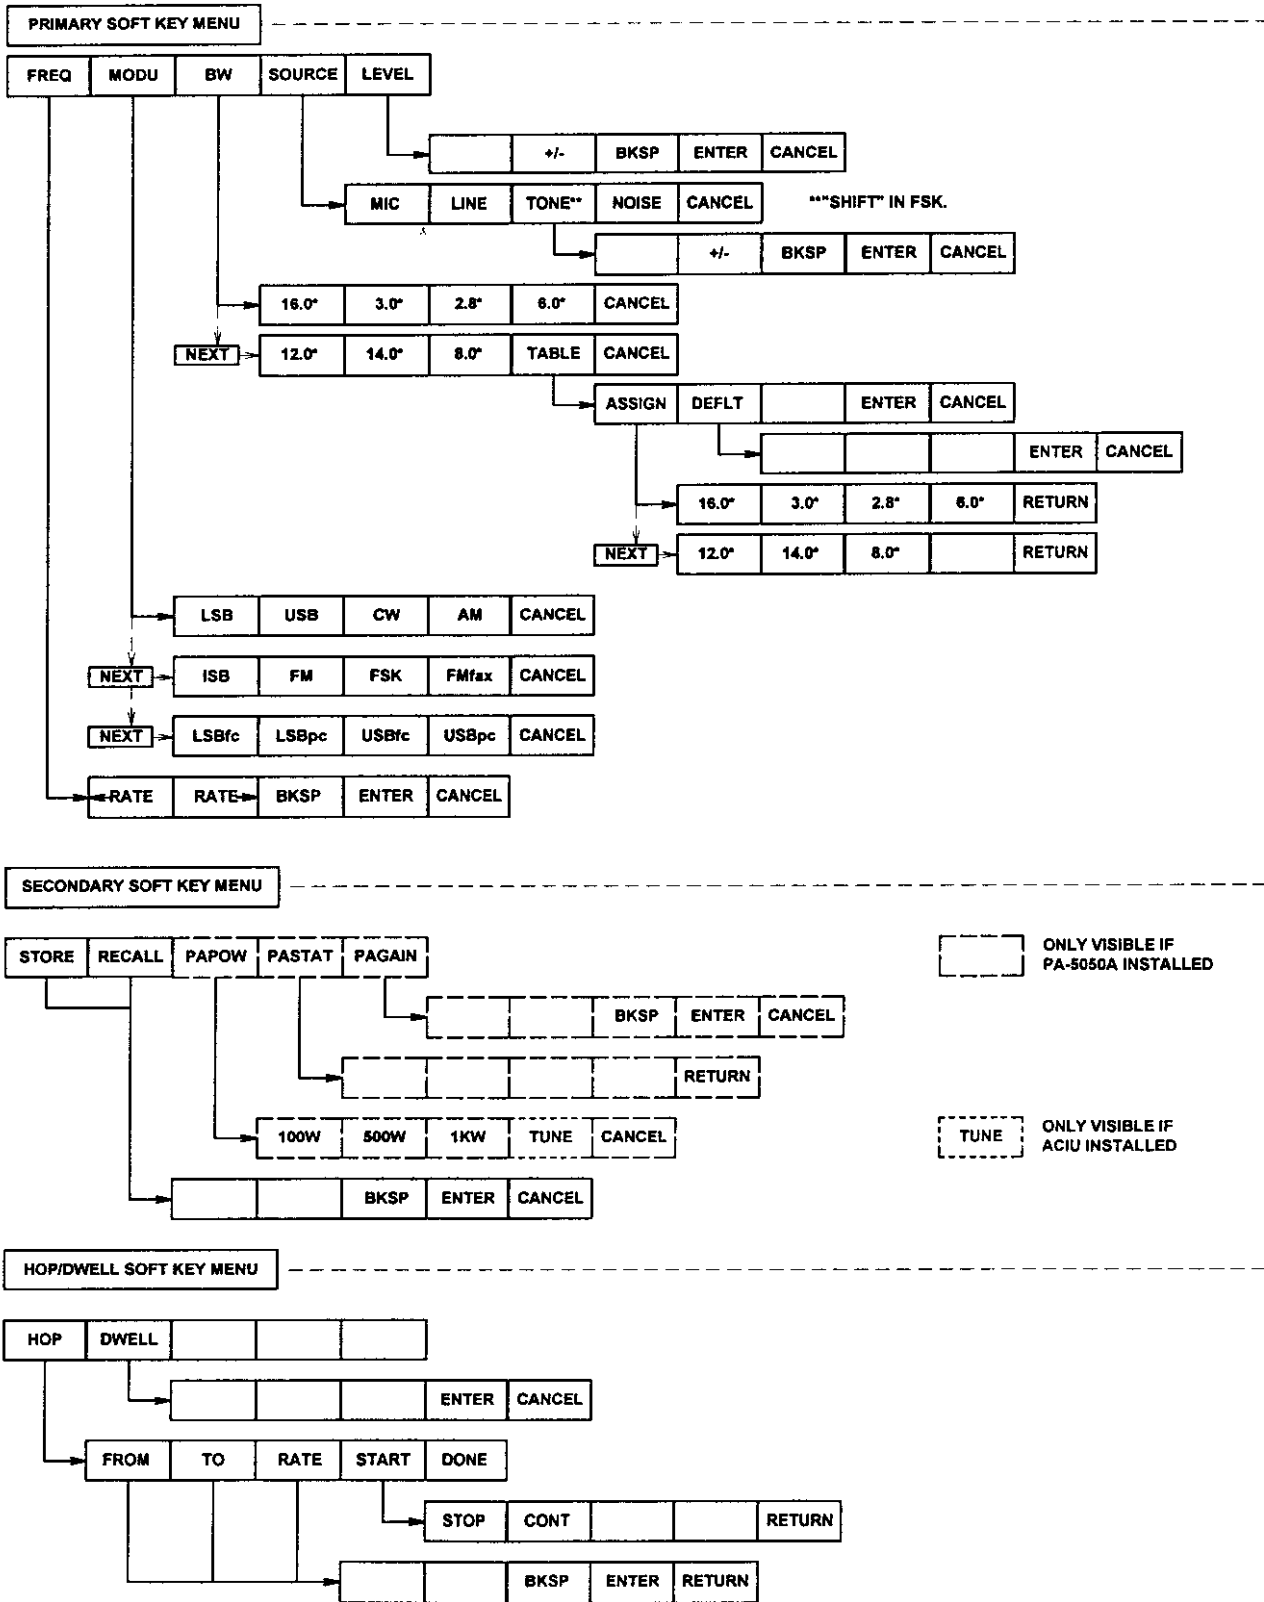 PRIMARY SOFT KEY MENU
FREQ MODU BW SOURCE LEVEL
+/- BKSP ENTER CANCEL
MIC LINE TONE** NOISE CANCEL **"SHIFT" IN FSK.
+/- BKSP ENTER CANCEL
16.0* 3.0* 2.8* 6.0* CANCEL
NEXT 12.0* 14.0* 8.0* TABLE CANCEL
ASSIGN DEFLT ENTER CANCEL
ENTER CANCEL
16.0* 3.0* 2.8* 6.0* RETURN
NEXT 12.0* 14.0* 8.0* RETURN
LSB USB CW AM CANCEL
NEXT ISB FM FSK FMfax CANCEL
NEXT LSBfc LSBpc USBfc USBpc CANCEL
RATE RATE BKSP ENTER CANCEL
SECONDARY SOFT KEY MENU
STORE RECALL PAPOW PASTAT PAGAIN
ONLY VISIBLE IF
PA-5050A INSTALLED
BKSP ENTER CANCEL
RETURN
100W 500W 1KW TUNE CANCEL
TUNE ONLY VISIBLE IF
ACIU INSTALLED
BKSP ENTER CANCEL
HOP/DWELL SOFT KEY MENU
HOP DWELL
ENTER CANCEL
FROM TO RATE START DONE
STOP CONT RETURN
BKSP ENTER RETURN